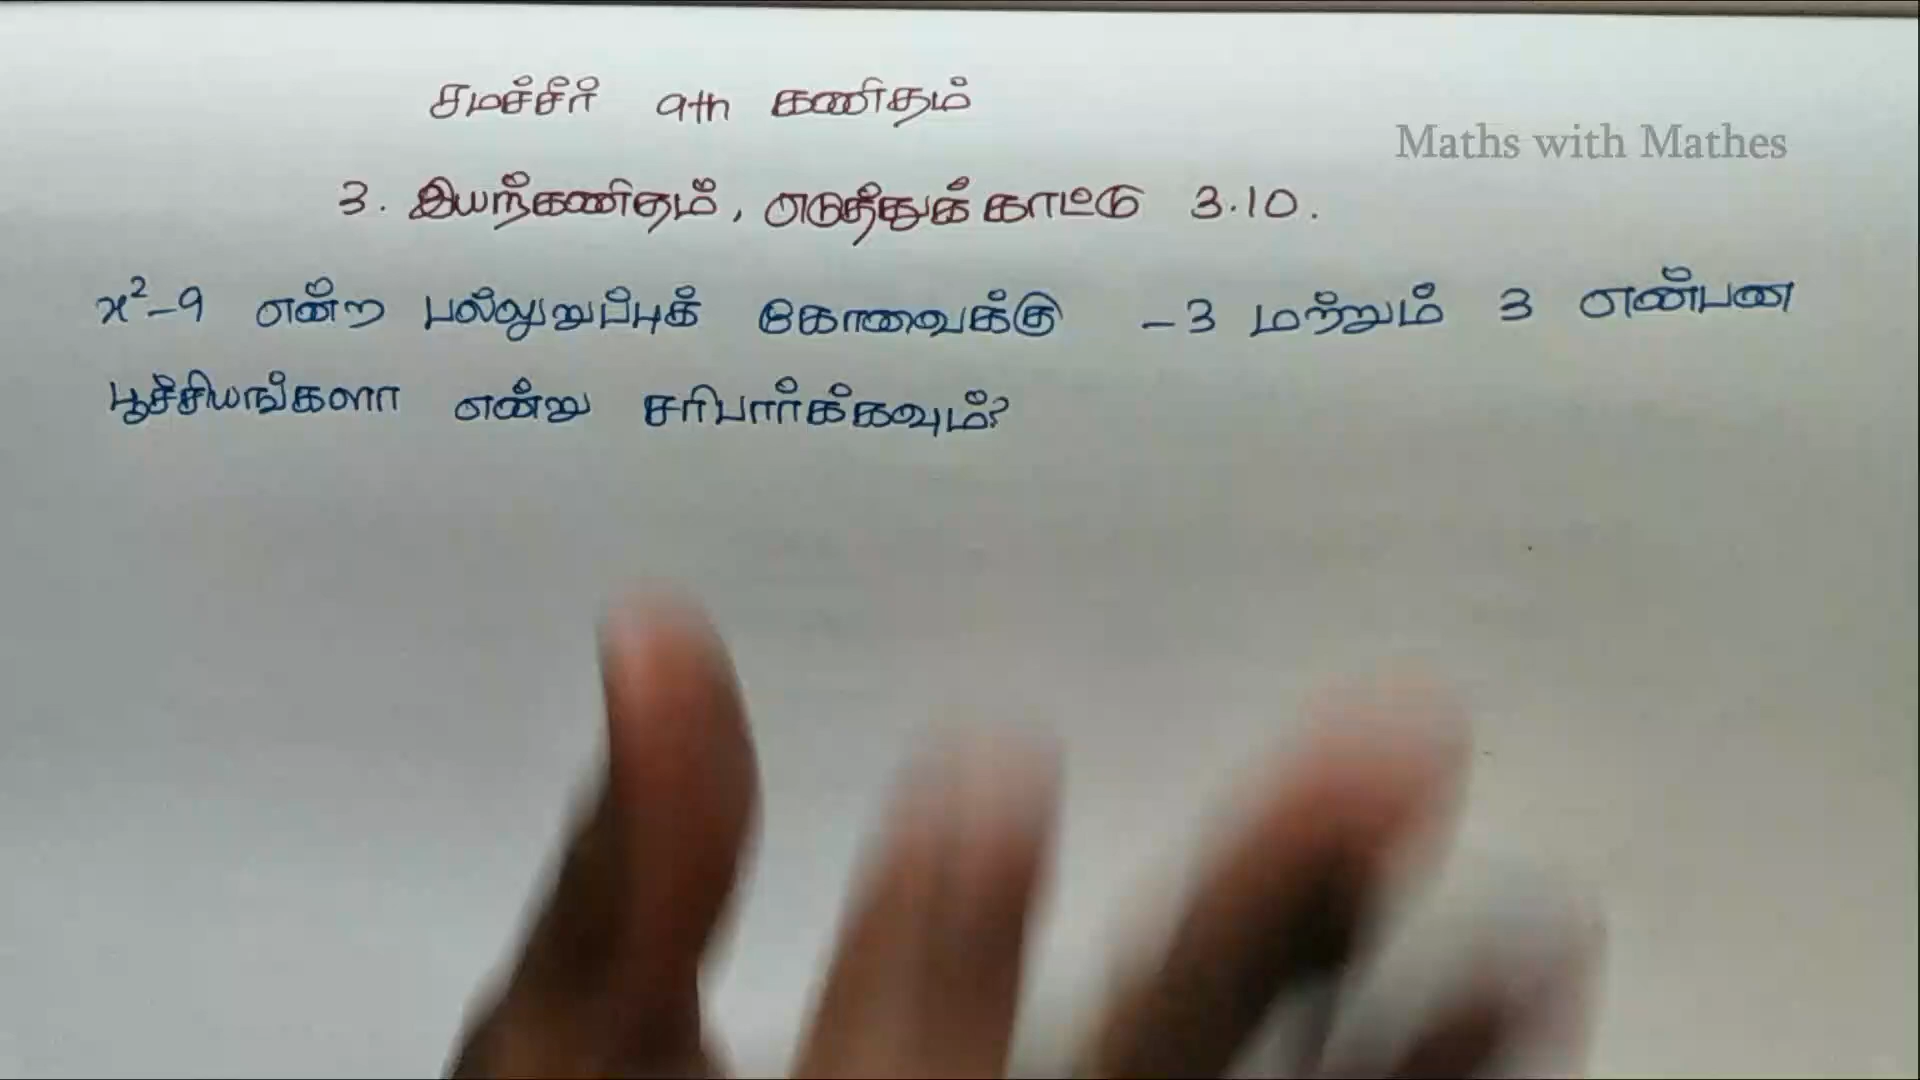 சமச்சீர் 9th கணிதம்
Maths with Mathes
3. இயற்கணிதம், எடுத்துக்காட்டு 3.10.
x²-9 என்ற பல்லுறுப்புக் கோவைக்கு -3 மற்றும் 3 என்பன
பூச்சியங்களா என்று சரிபார்க்கவும்?